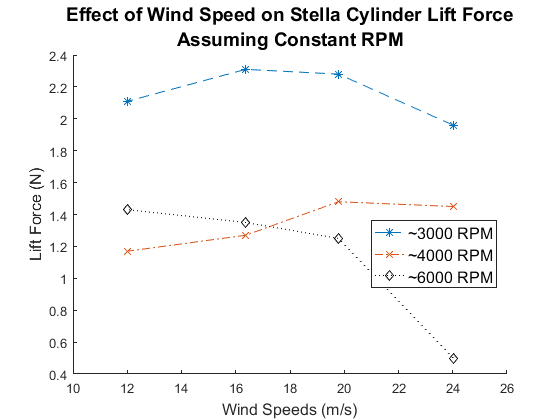 Effect of Wind Speed on Stella Cylinder Lift Force
Assuming Constant RPM
2.4
2.2
2
1.8
1.6
1.4
1.2
1
0.8
0.6
0.4
Lift Force (N)
~3000 RPM
~4000 RPM
~6000 RPM
10 12 14 16 18 20 22 24 26
Wind Speeds (m/s)